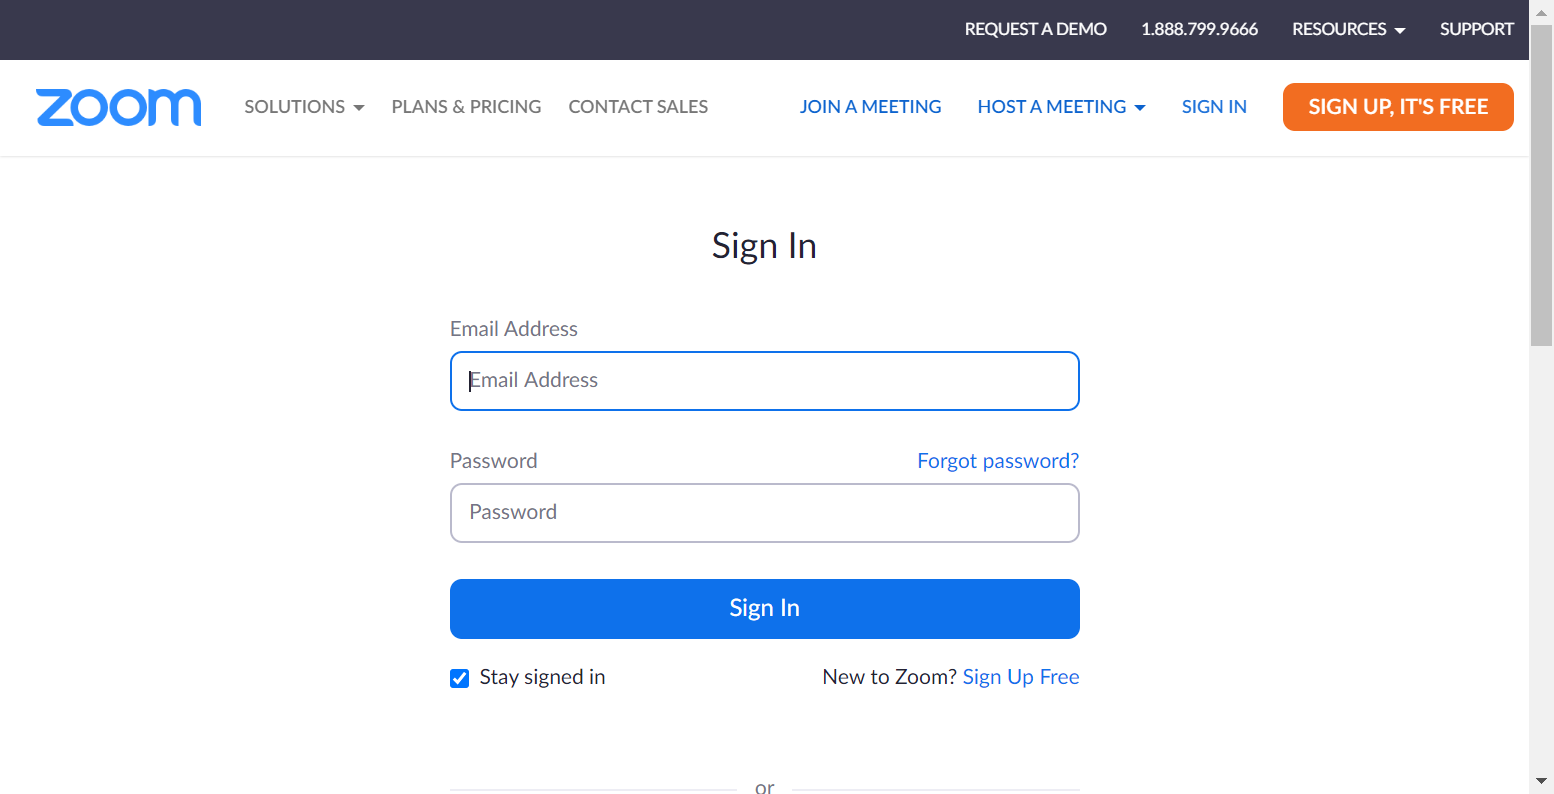 REQUEST A DEMO 1.888.799.9666 RESOURCES SUPPORT
zoom SOLUTIONS PLANS & PRICING CONTACT SALES JOIN A MEETING HOST A MEETING SIGN IN SIGN UP, IT'S FREE
Sign In
Email Address
Email Address
Password Forgot password?
Password
Sign In
Stay signed in New to Zoom? Sign Up Free
or